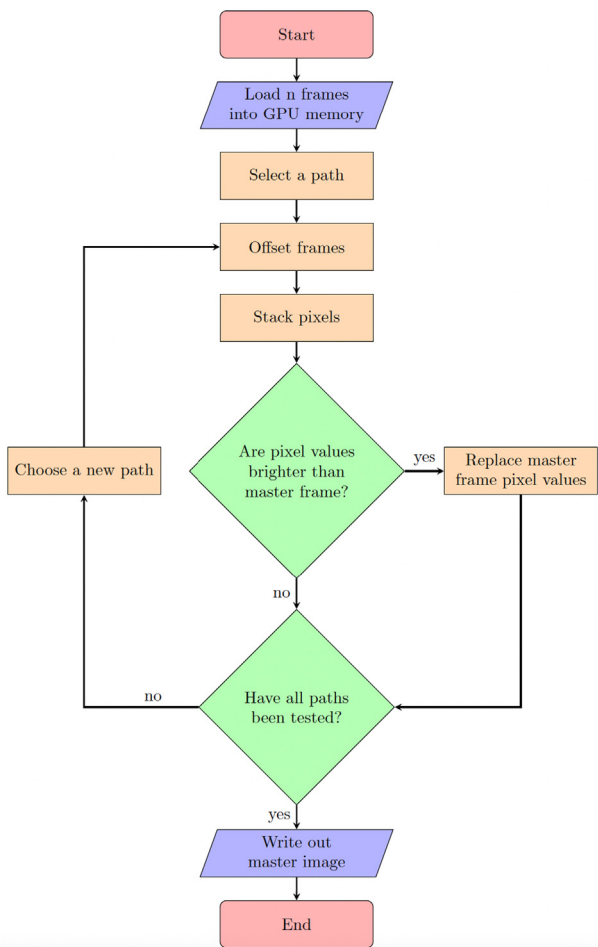 Start
Load n frames
into GPU memory
Select a path
Offset frames
Stack pixels
Are pixel values
brighter than
master frame?
yes
Replace master
frame pixel values
Choose a new path
no
Have all paths
been tested?
no
yes
Write out
master image
End